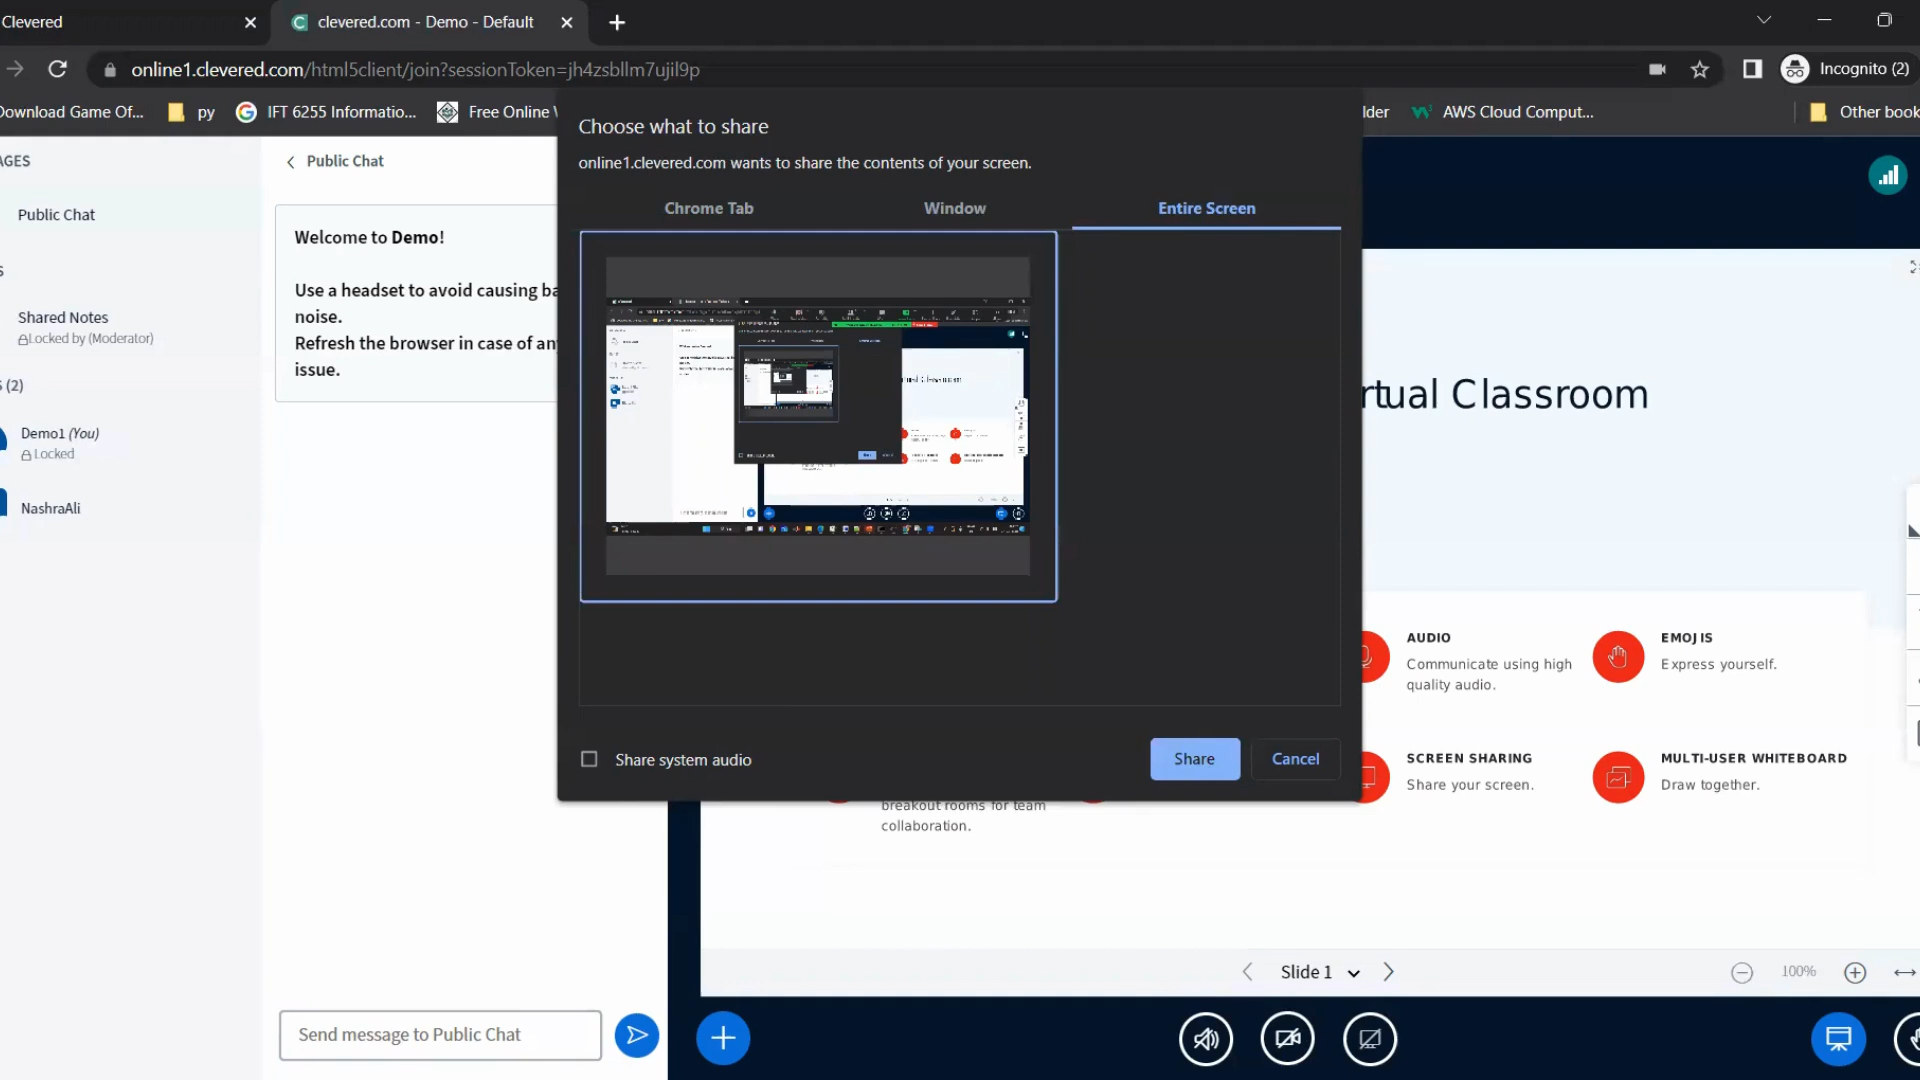 Clevered
clevered.com - Demo - Default
online1.clevered.com/html5client/join?sessionToken=jh4zsbllm7ujil9p
Incognito (2)
Download Game Of...
py
IFT 6255 Informatio...
Free Online
AWS Cloud Comput...
Other book
Public Chat
Shared Notes
Locked by (Moderator)
(2)
Demo1 (You)
Locked
NashraAli
Public Chat
Welcome to Demo!
Use a headset to avoid causing
noise.
Refresh the browser in case of
issue.
Send message to Public Chat
Choose what to share
online1.clevered.com wants to share the contents of your screen.
Chrome Tab
Window
Entire Screen
Share system audio
Share
Cancel
Classroom
AUDIO
Communicate using high
quality audio.
EMOJIS
Express yourself.
SCREEN SHARING
Share your screen.
MULTI-USER WHITEBOARD
Draw together.
breakout rooms for team
collaboration.
Slide 1
100%